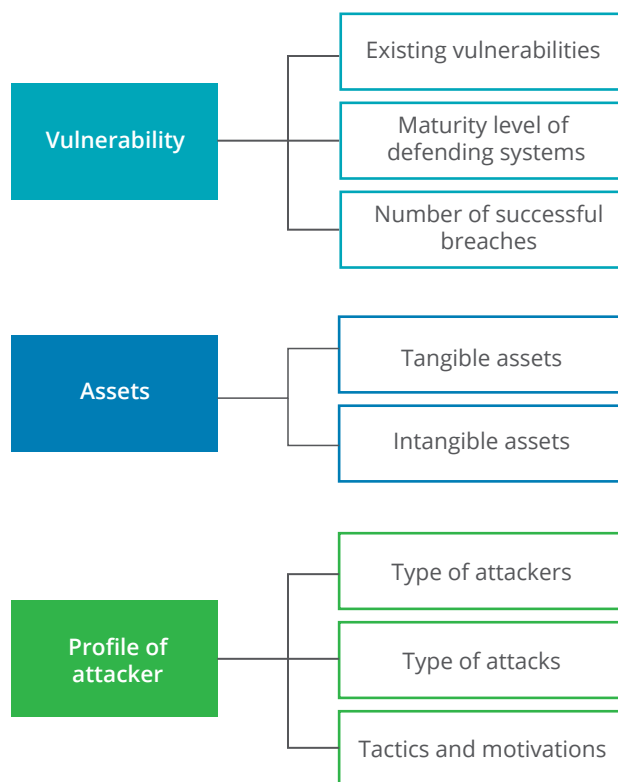 Vulnerability
Existing vulnerabilities
Maturity level of
defending systems
Number of successful
breaches
Assets
Tangible assets
Intangible assets
Profile of
attacker
Type of attackers
Type of attacks
Tactics and motivations